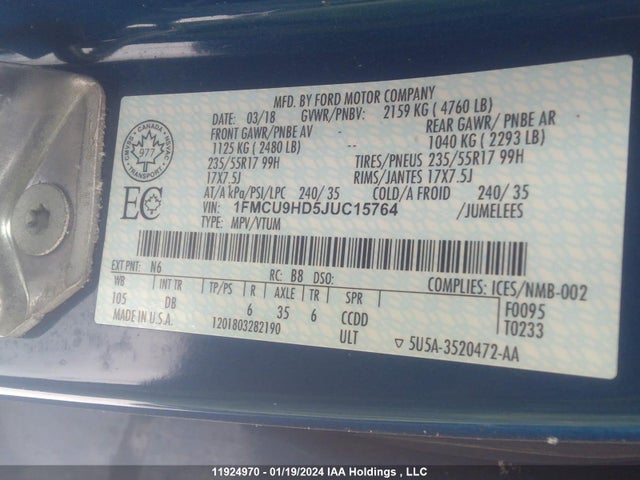 MFD. BY FORD MOTOR COMPANY
DATE: 03/18 GVWR/PNBV: 2159 KG ( 4760 LB)
FRONT GAWR/ PNBE AV -- REAR GAWR/ PNBE AR
1125 KG ( 2480 LB) 1040 KG ( 2293 LB)
235/55R17 99H TIRES/PNEUS 235/55R17 99H
17X7.5J RIMS/JANTES 17X7.5J
AT/A kPa/PSI/LPC 240/ 35 COLD/A FROID 240/ 35
VIN: 1FMCU9HD5JUC15764 /JUMELEES
TYPE: MPV/VTUM
CANADA
TRANSPORT
977
EC
EXT PNT: N6 RC: B8 DSO: COMPLIES: ICES/NMB-002
WB INT TR TP/PS R AXLE TR SPR F0095
105 DB 6 35 6 CCDD T0233
MADE IN U.S.A. 1201803282190 ULT 5U5A-3520472-AA
11924970 - 01/19/2024 IAA Holdings , LLC